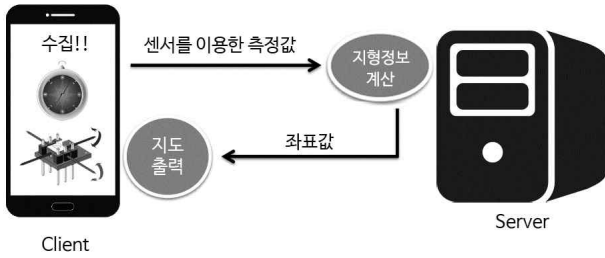 수집!!
센서를 이용한 측정값
지형정보
계산
좌표값
지도
출력
Client
Server